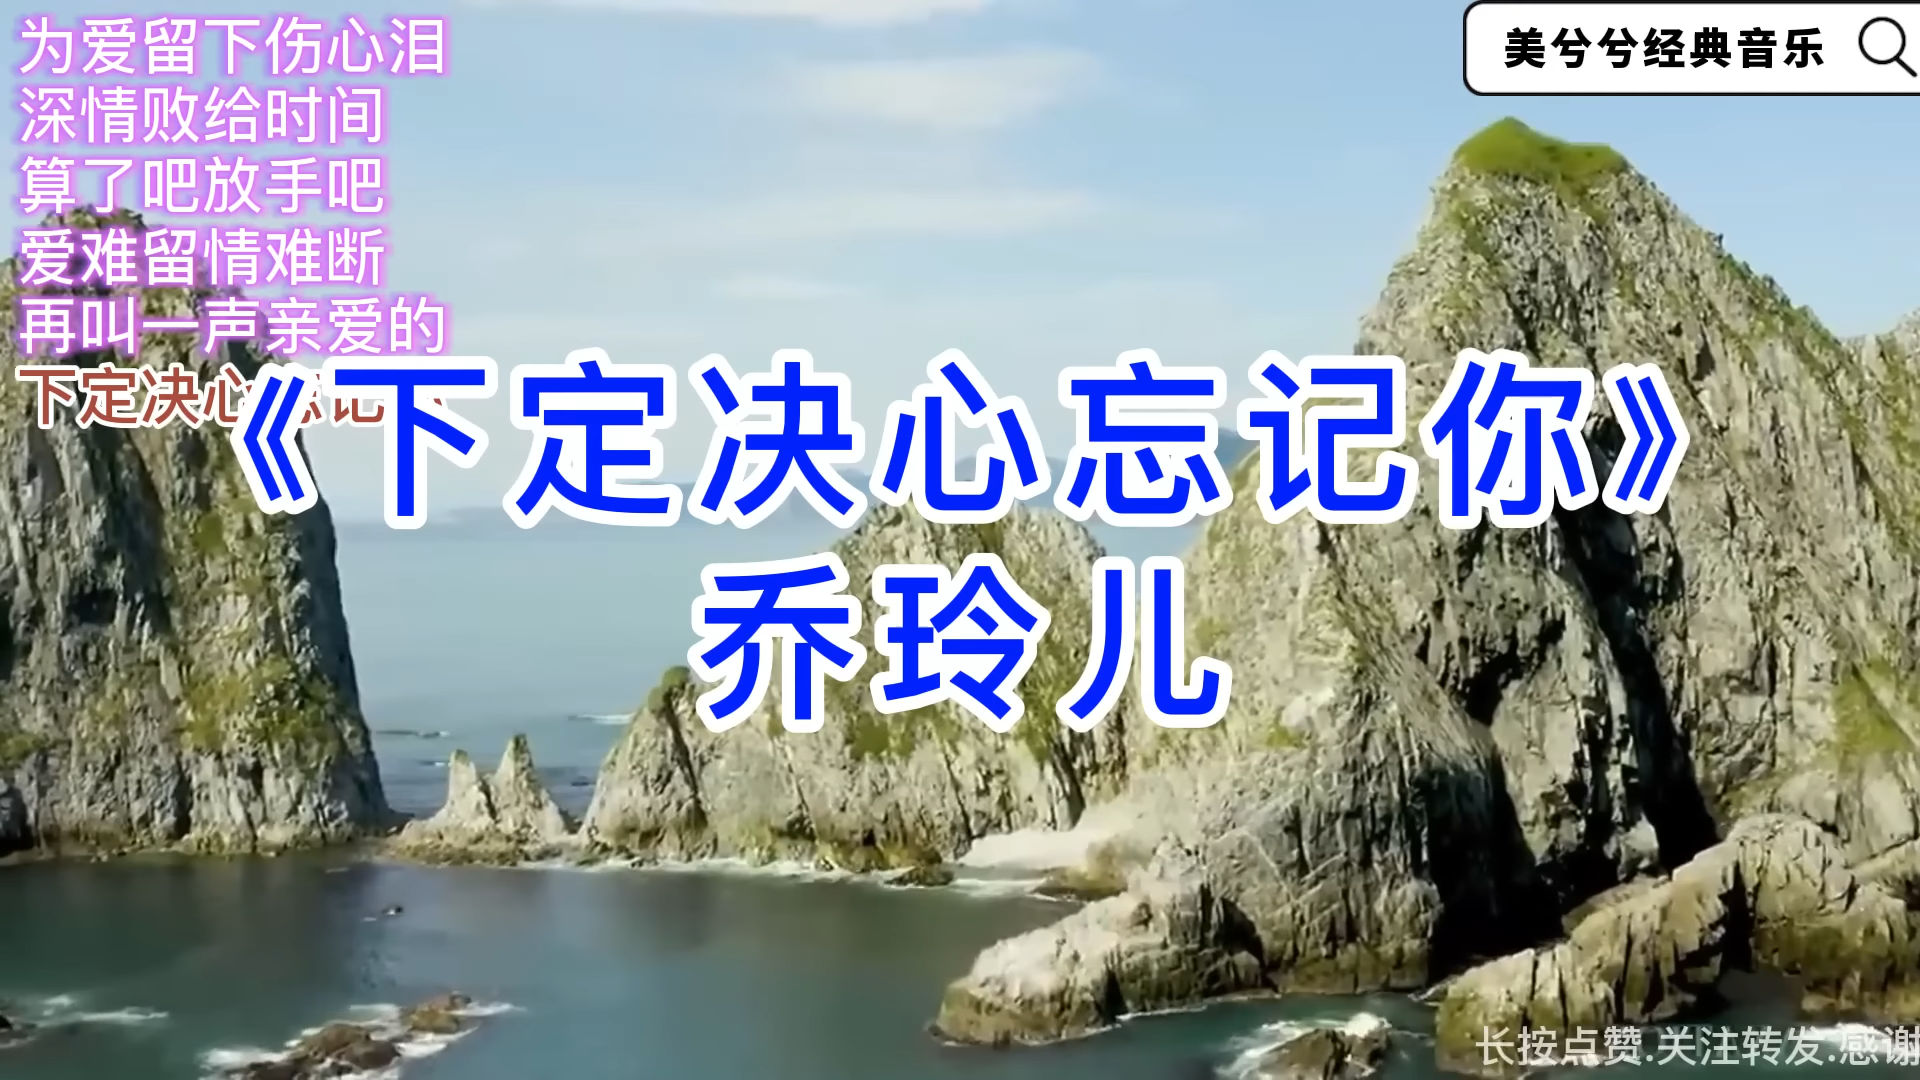 为爱留下伤心泪
深情败给时间
算了吧放手吧
爱难留情难断
再叫一声亲爱的
下定决心忘记你
美兮兮经典音乐
《下定决心忘记你》
乔玲儿
长按点赞.关注转发.感谢